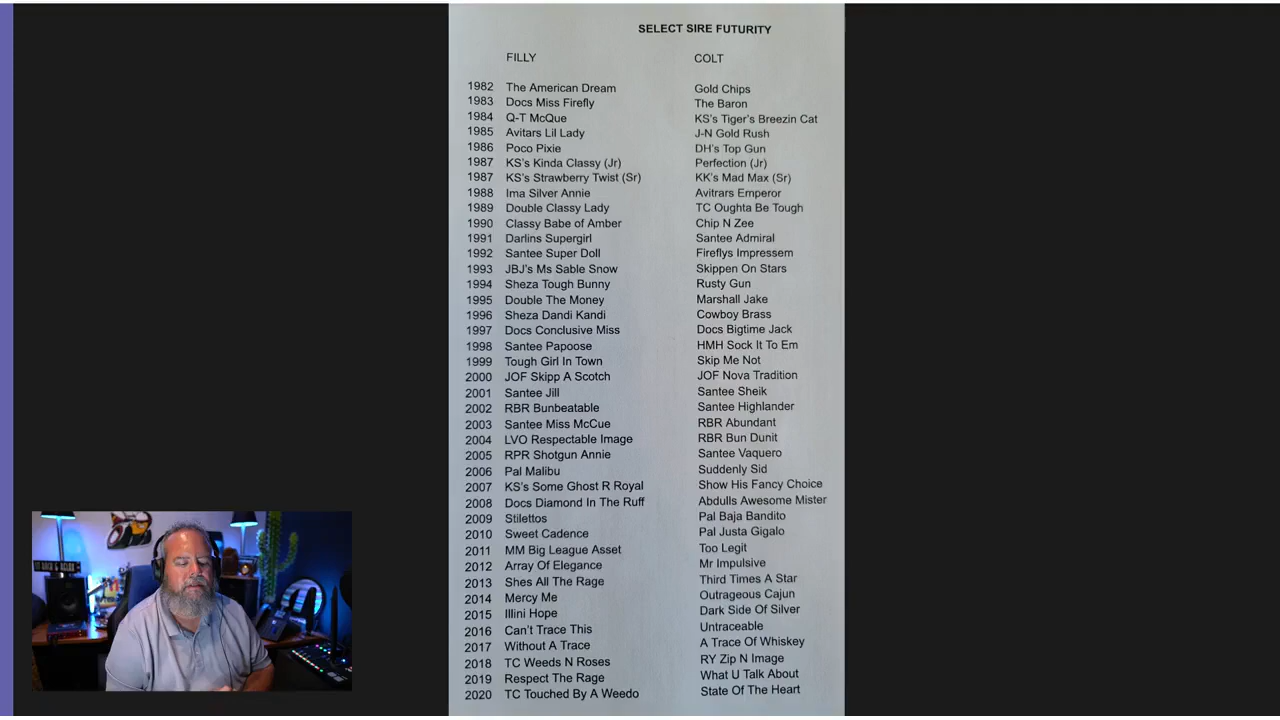 SELECT SIRE FUTURITY
FILLY COLT
1982 The American Dream Gold Chips
1983 Docs Miss Firefly The Baron
1984 Q-T McQue KS's Tiger's Breezin Cat
1985 Avitars Lil Lady J-N Gold Rush
1986 Poco Pixie DH's Top Gun
1987 KS's Kinda Classy (Jr) Perfection (Jr)
1987 KS's Strawberry Twist (Sr) KK's Mad Max (Sr)
1988 Ima Silver Annie Avitrars Emperor
1989 Double Classy Lady TC Oughta Be Tough
1990 Classy Babe of Amber Chip N Zee
1991 Darlins Supergirl Santee Admiral
1992 Santee Super Doll Fireflys Impressem
1993 JBJ's Ms Sable Snow Skippen On Stars
1994 Sheza Tough Bunny Rusty Gun
1995 Double The Money Marshall Jake
1996 Sheza Dandi Kandi Cowboy Brass
1997 Docs Conclusive Miss Docs Bigtime Jack
1998 Santee Papoose HMH Sock It To Em
1999 Tough Girl In Town Skip Me Not
2000 JOF Skipp A Scotch JOF Nova Tradition
2001 Santee Jill Santee Sheik
2002 RBR Bunbeatable Santee Highlander
2003 Santee Miss McCue RBR Abundant
2004 LVO Respectable Image RBR Bun Dunit
2005 RPR Shotgun Annie Santee Vaquero
2006 Pal Malibu Suddenly Sid
2007 KS's Some Ghost R Royal Show His Fancy Choice
2008 Docs Diamond In The Ruff Abdulls Awesome Mister
2009 Stilettos Pal Baja Bandito
2010 Sweet Cadence Pal Justa Gigalo
2011 MM Big League Asset Too Legit
2012 Array Of Elegance Mr Impulsive
2013 Shes All The Rage Third Times A Star
2014 Mercy Me Outrageous Cajun
2015 Illini Hope Dark Side Of Silver
2016 Can't Trace This Untraceable
2017 Without A Trace A Trace Of Whiskey
2018 TC Weeds N Roses RY Zip N Image
2019 Respect The Rage What U Talk About
2020 TC Touched By A Weedo State Of The Heart